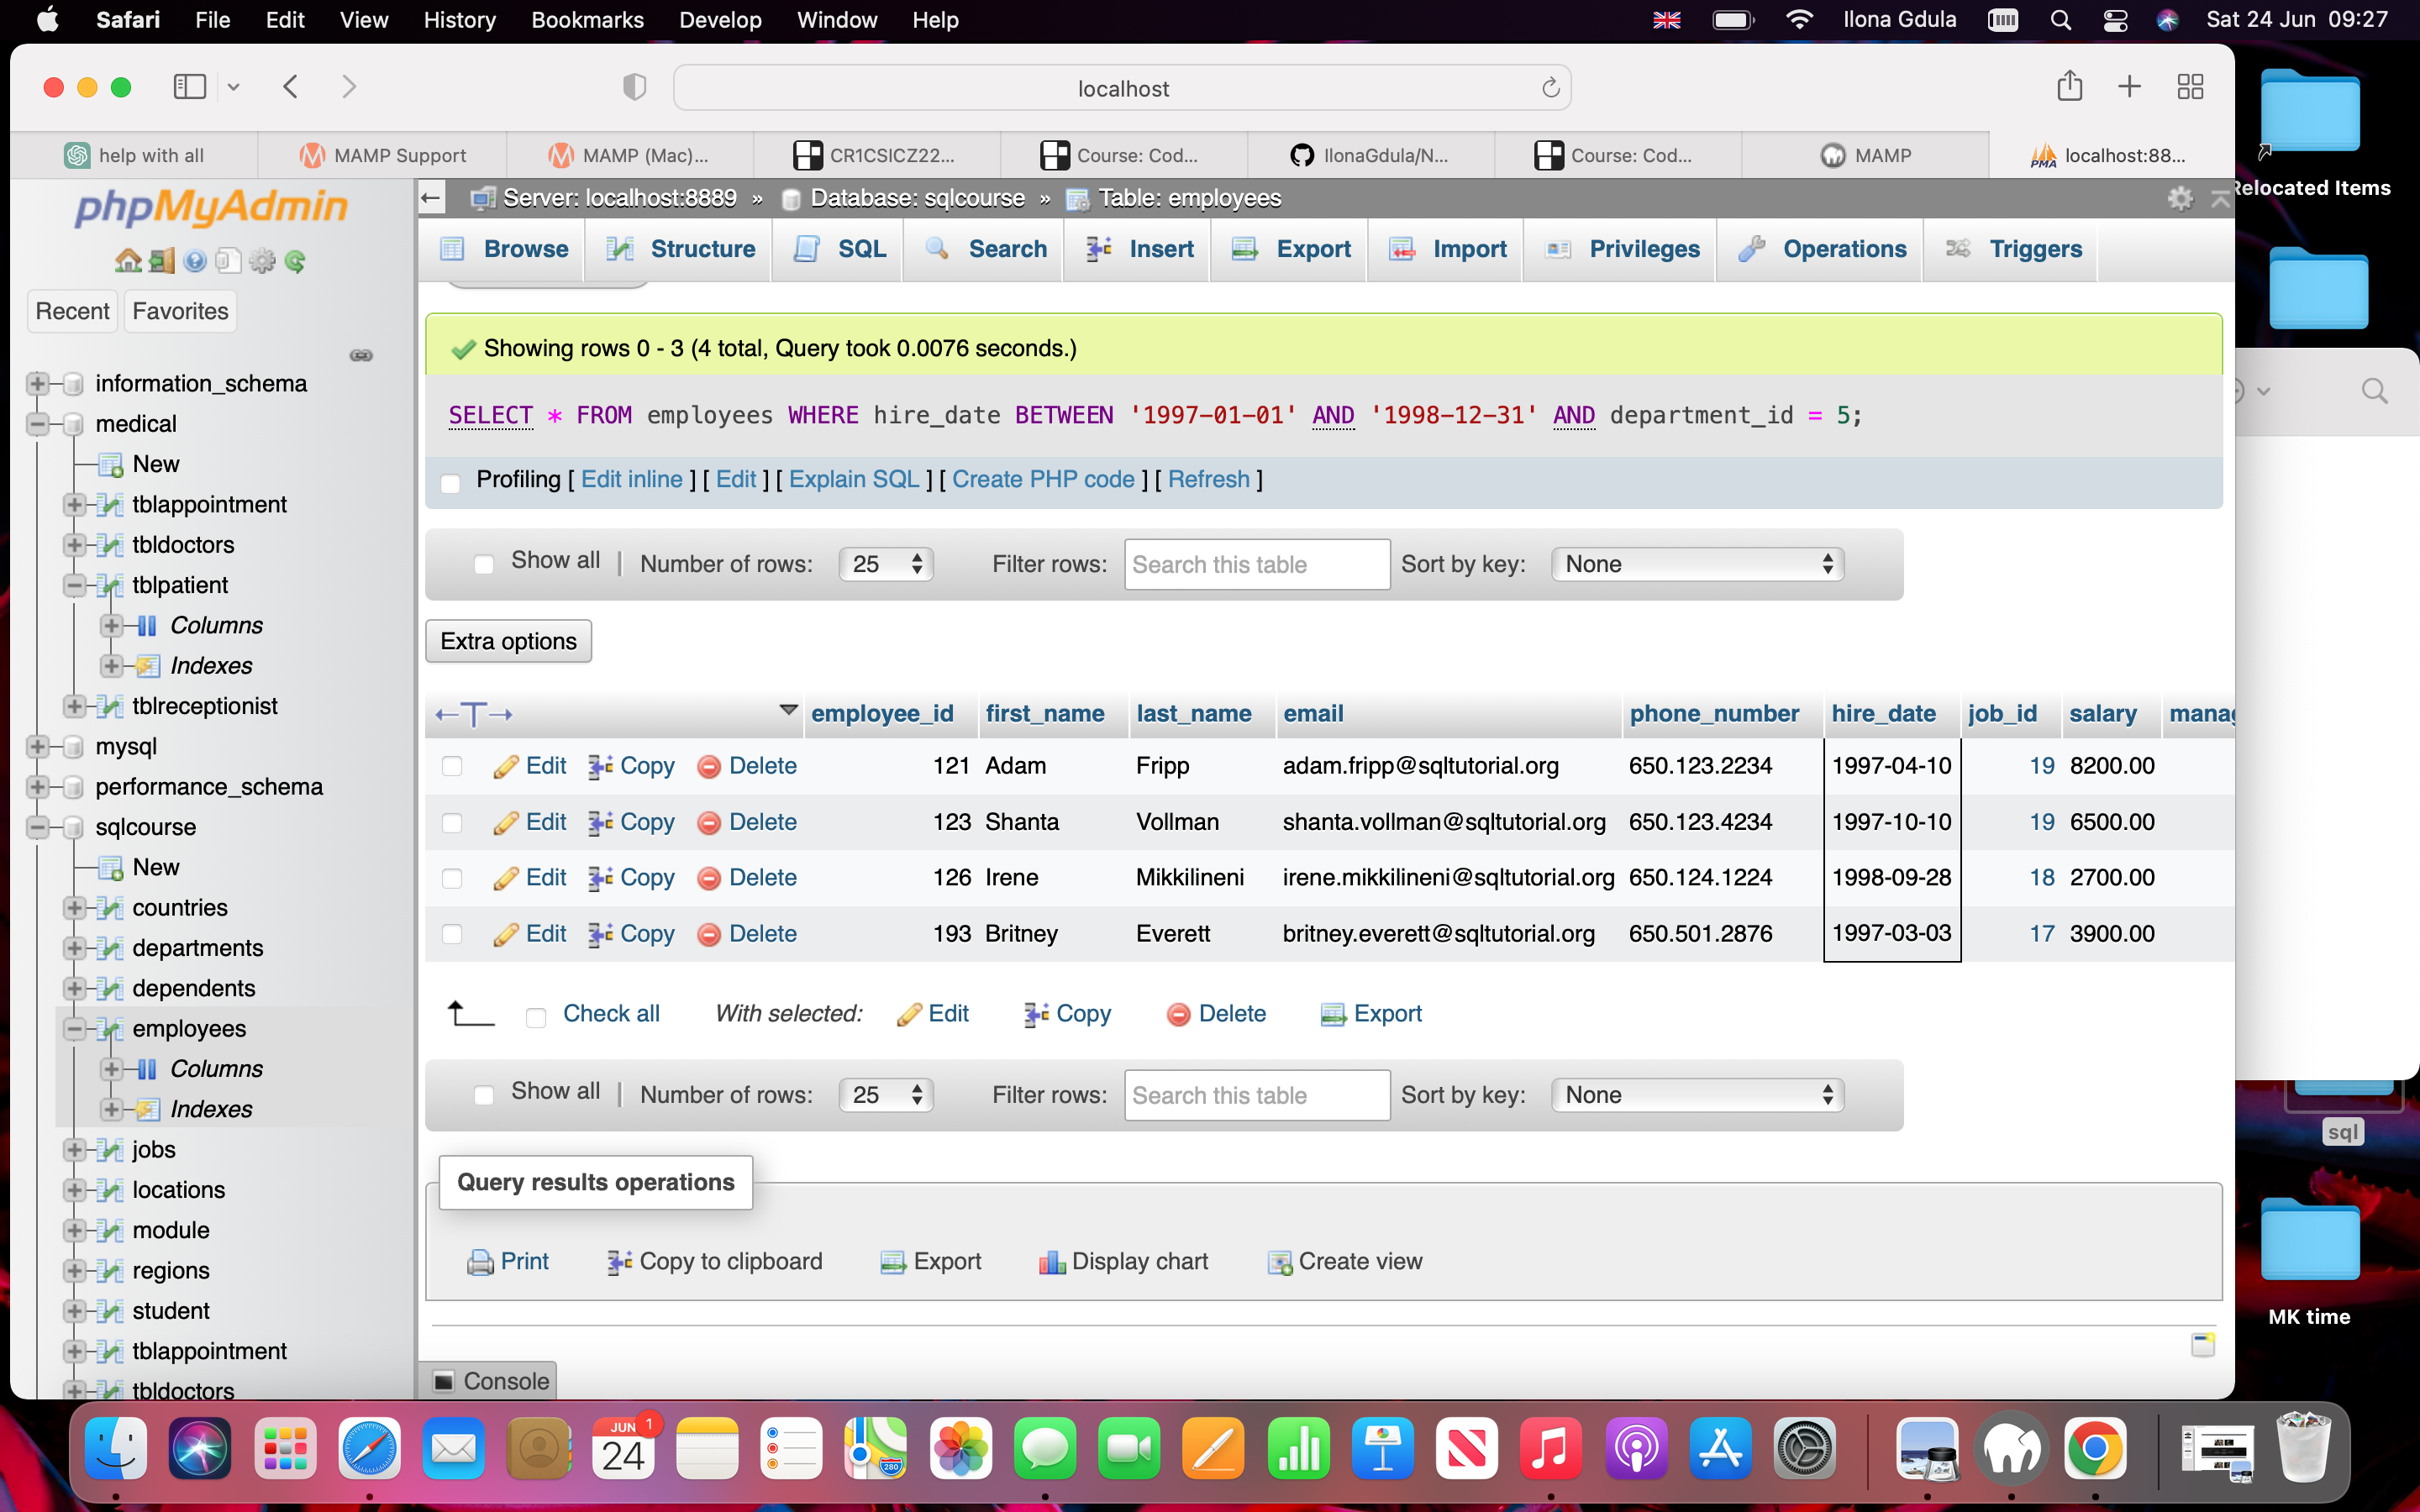 Safari File Edit View History Bookmarks Develop Window Help Ilona Gdula Sat 24 Jun 09:27
localhost
help with all MAMP Support MAMP (Mac)... CR1CSICZ22... Course: Cod... IlonaGdula/N... Course: Cod... MAMP PMA localhost:88...
phpMyAdmin
Recent Favorites
information_schema
medical
New
tblappointment
tbldoctors
tblpatient
Columns
Indexes
tblreceptionist
mysql
performance_schema
sqlcourse
New
countries
departments
dependents
employees
Columns
Indexes
jobs
locations
module
regions
student
tblappointment
tbldoctors
Server: localhost:8889 » Database: sqlcourse » Table: employees
Browse Structure SQL Search Insert Export Import Privileges Operations Triggers
Showing rows 0 - 3 (4 total, Query took 0.0076 seconds.)
SELECT * FROM employees WHERE hire_date BETWEEN '1997-01-01' AND '1998-12-31' AND department_id = 5;
Profiling [ Edit inline ] [ Edit ] [ Explain SQL ] [ Create PHP code ] [ Refresh ]
Show all | Number of rows: 25 Filter rows: Search this table Sort by key: None
Extra options
←T→ employee_id first_name last_name email phone_number hire_date job_id salary manag
Edit Copy Delete 121 Adam Fripp adam.fripp@sqltutorial.org 650.123.2234 1997-04-10 19 8200.00
Edit Copy Delete 123 Shanta Vollman shanta.vollman@sqltutorial.org 650.123.4234 1997-10-10 19 6500.00
Edit Copy Delete 126 Irene Mikkilineni irene.mikkilineni@sqltutorial.org 650.124.1224 1998-09-28 18 2700.00
Edit Copy Delete 193 Britney Everett britney.everett@sqltutorial.org 650.501.2876 1997-03-03 17 3900.00
Check all With selected: Edit Copy Delete Export
Show all | Number of rows: 25 Filter rows: Search this table Sort by key: None
Query results operations
Print Copy to clipboard Export Display chart Create view
Console
Relocated Items
sql
MK time
JUN 1
24
280